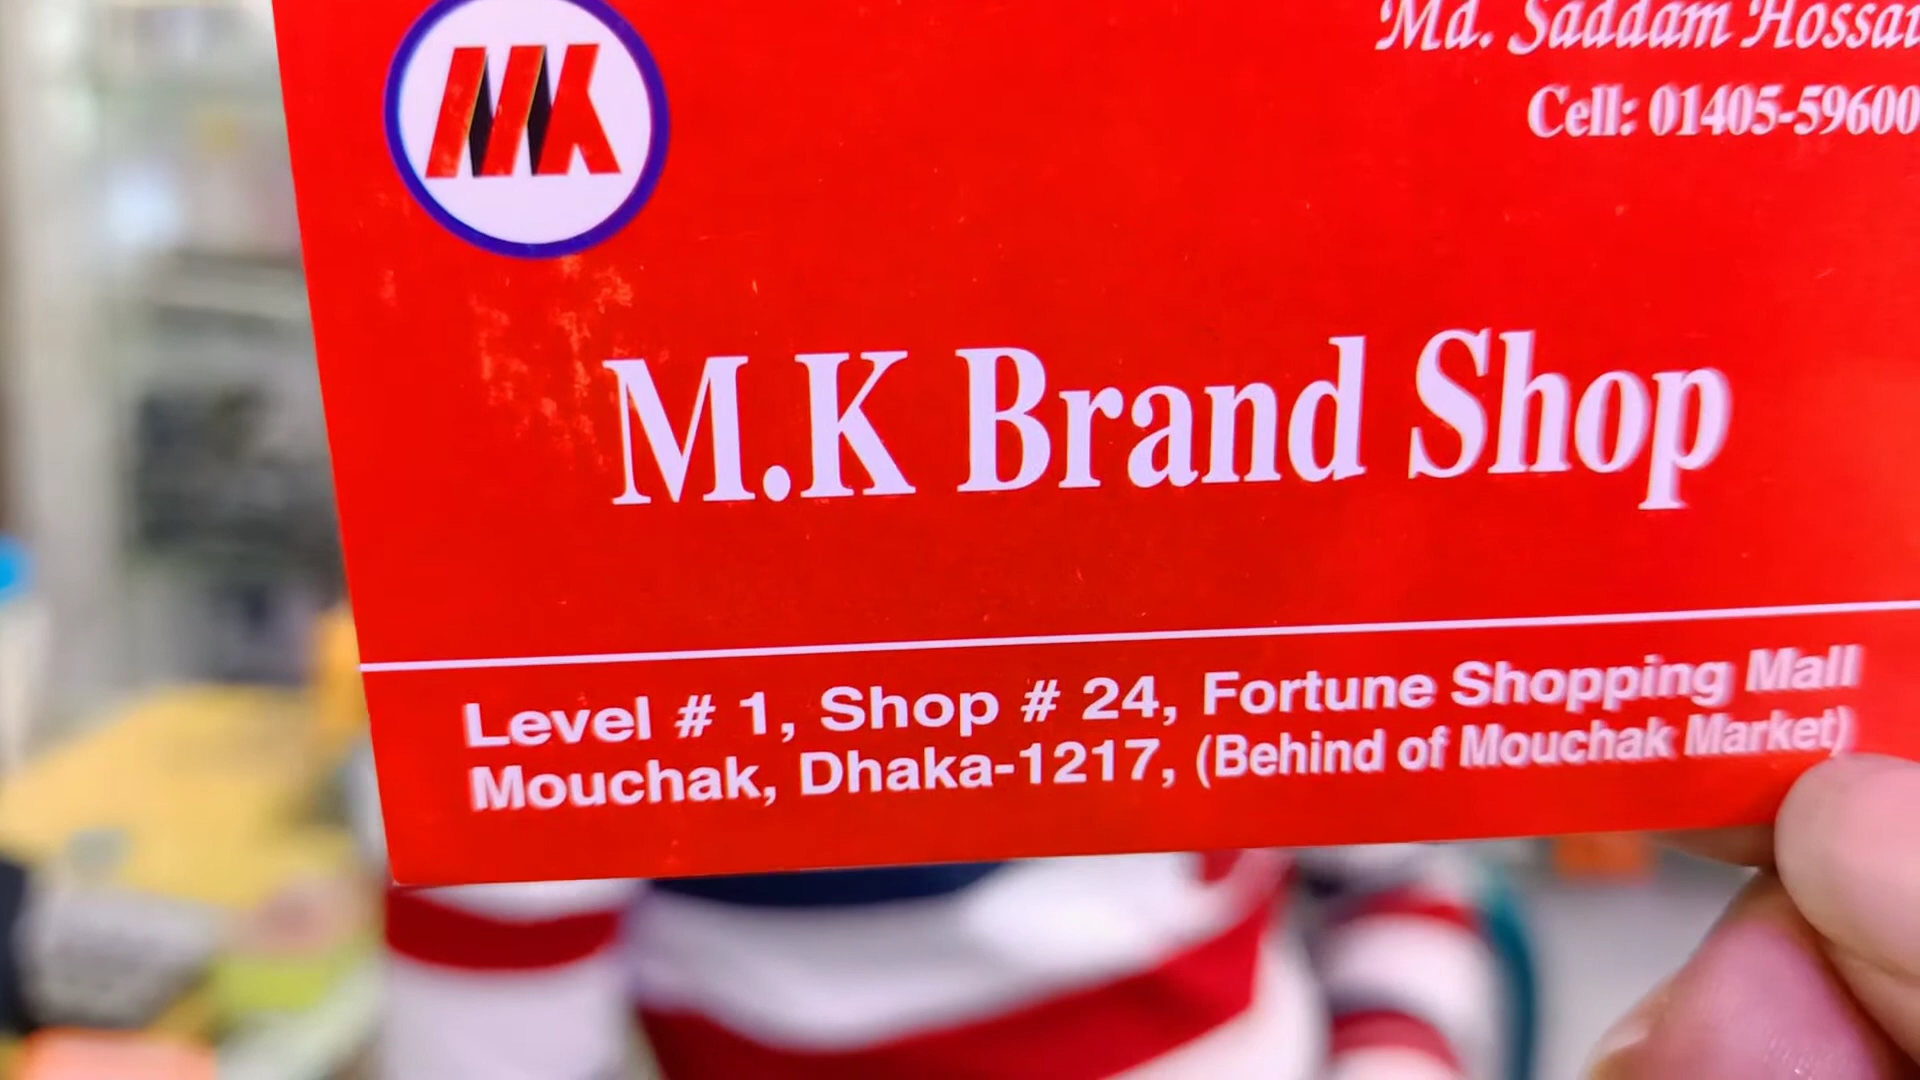 MK
Md. Saddam Hossai
Cell: 01405-59600
M.K Brand Shop
Level # 1, Shop # 24, Fortune Shopping Mall
Mouchak, Dhaka-1217, (Behind of Mouchak Market)